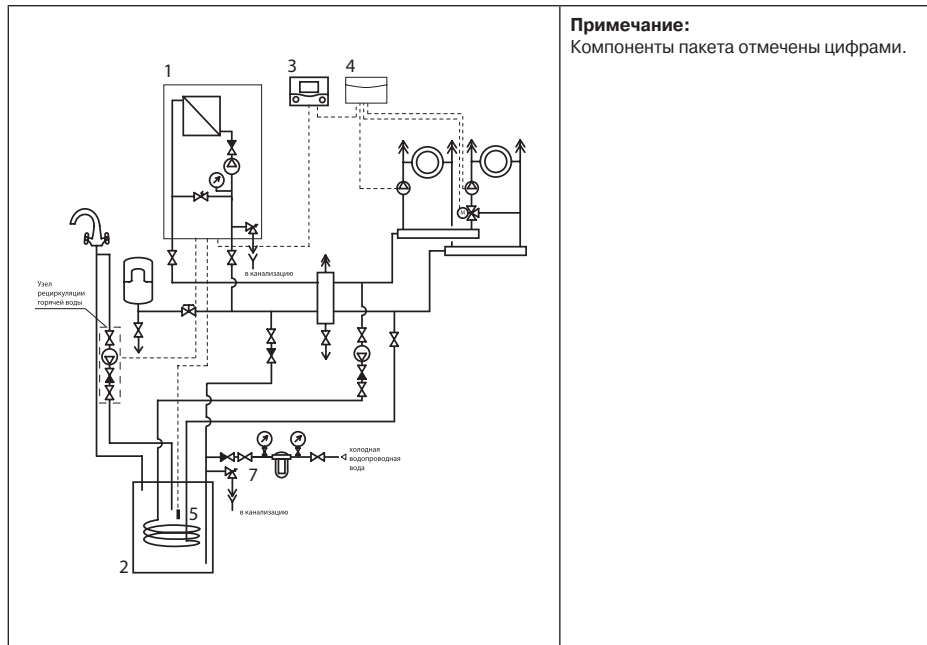 Примечание:
Компоненты пакета отмечены цифрами.
1
3
4
M
в канализацию
Узел
рециркуляции
горячей воды
холодная
водопроводная
вода
7
5
в канализацию
2